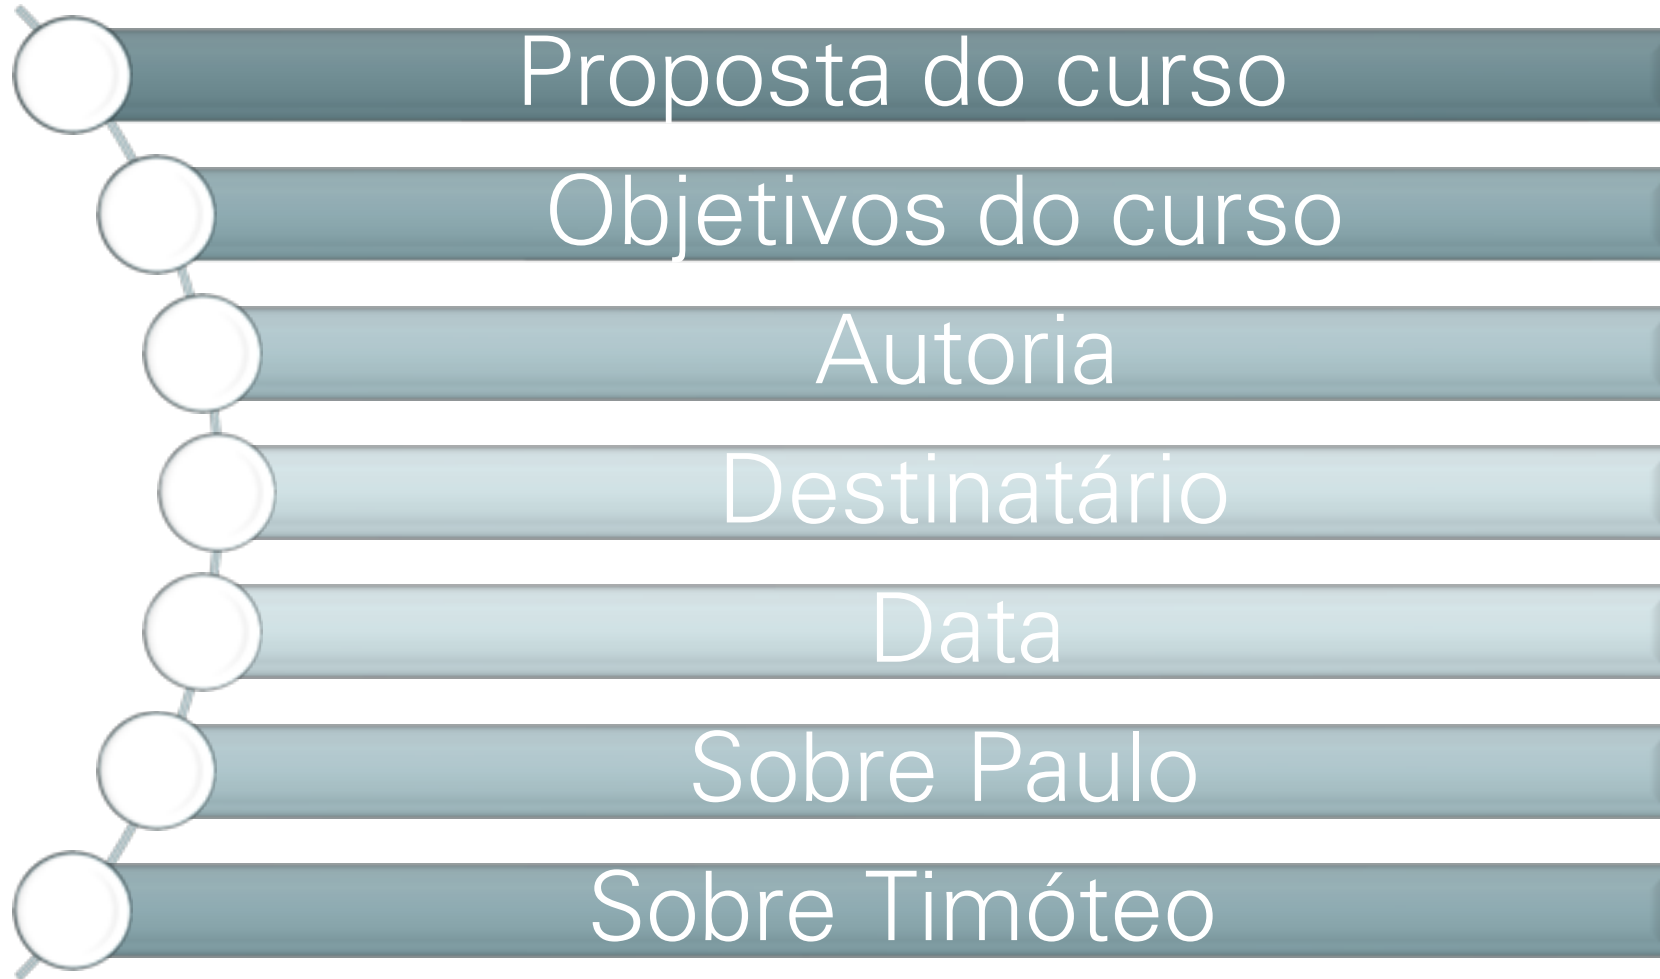 Proposta do curso
Objetivos do curso
Autoria
Destinatário
Data
Sobre Paulo
Sobre Timóteo